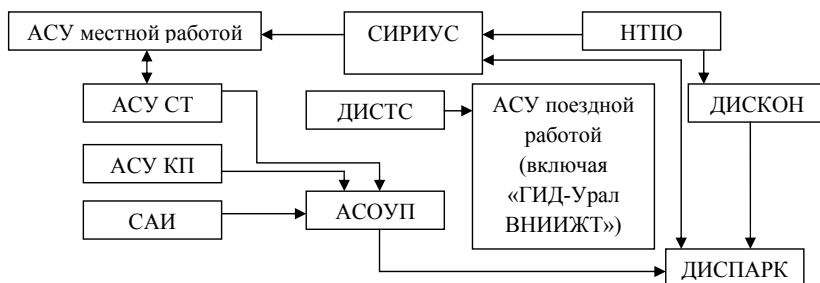 АСУ местной работой
СИРИУС
НТПО
АСУ СТ
ДИСТС
АСУ поездной
работой
(включая
«ГИД-Урал
ВНИИЖТ»)
ДИСКОН
АСУ КП
САИ
АСОУП
ДИСПАРК